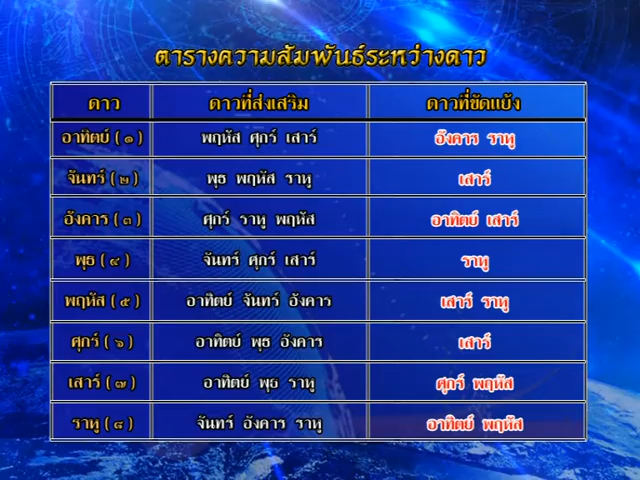 ตารางความสัมพันธ์ระหว่างดาว
ดาว ดาวที่ส่งเสริม ดาวที่ขัดแย้ง
อาทิตย์ ( ๑ ) พฤหัส ศุกร์ เสาร์ อังคาร ราหู
จันทร์ ( ๒ ) พุธ พฤหัส ราหู เสาร์
อังคาร ( ๓ ) ศุกร์ ราหู พฤหัส อาทิตย์ เสาร์
พุธ ( ๔ ) จันทร์ ศุกร์ เสาร์ ราหู
พฤหัส ( ๕ ) อาทิตย์ จันทร์ อังคาร เสาร์ ราหู
ศุกร์ ( ๖ ) อาทิตย์ พุธ อังคาร เสาร์
เสาร์ ( ๗ ) อาทิตย์ พุธ ราหู ศุกร์ พฤหัส
ราหู ( ๘ ) จันทร์ อังคาร ราหู อาทิตย์ พฤหัส